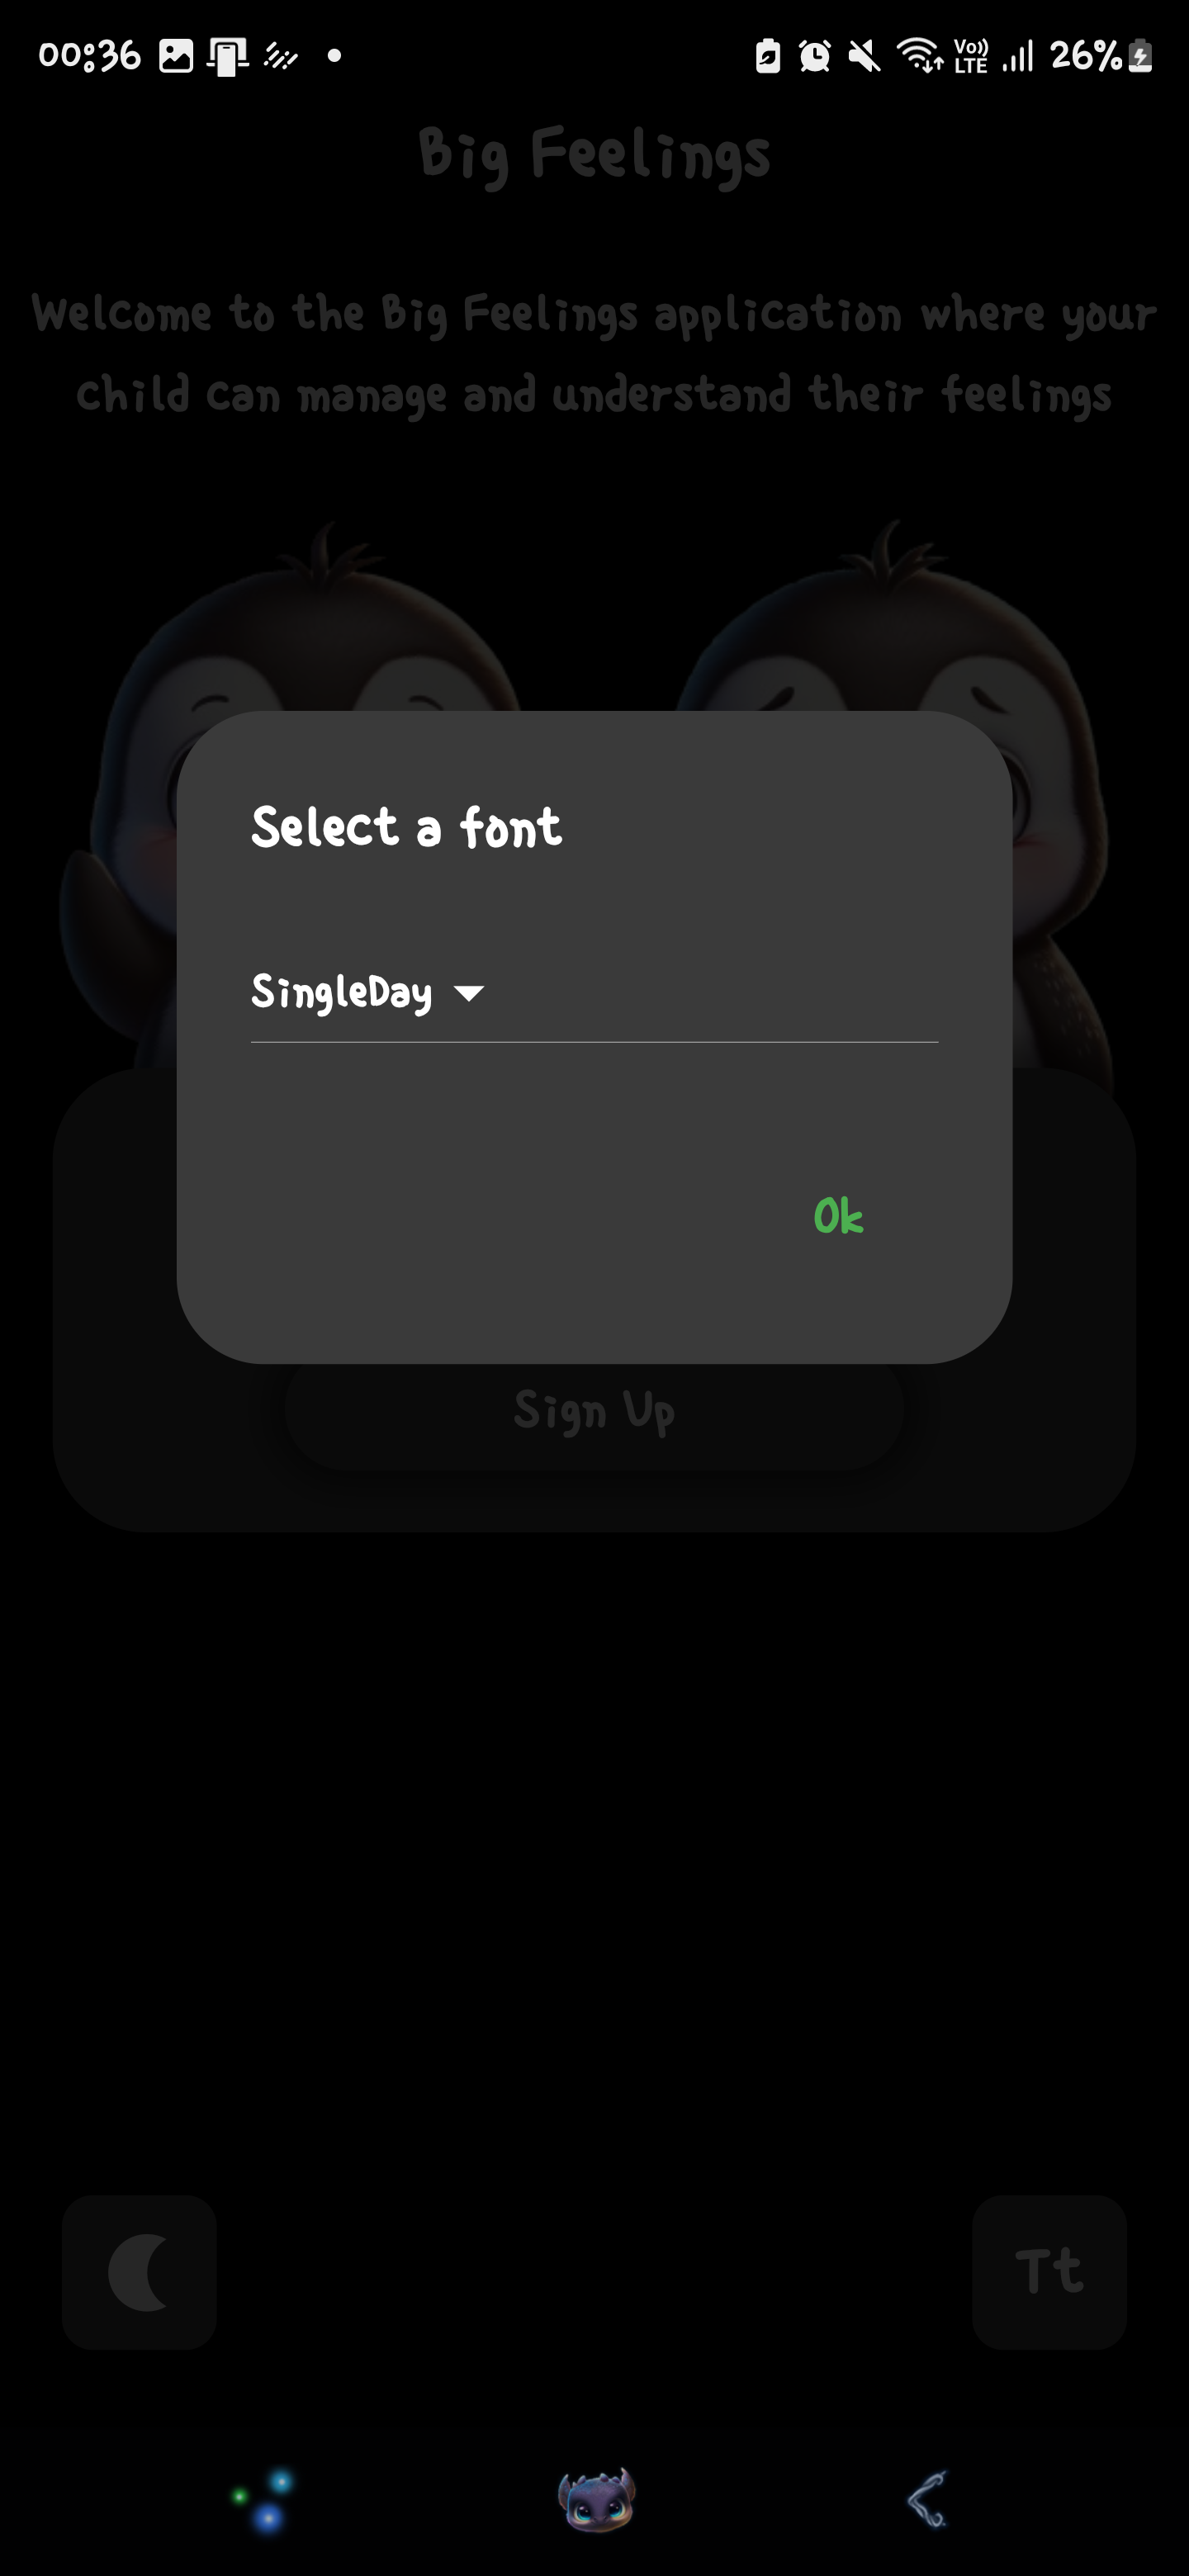 00:36
Vo)) LTE 26%
Big Feelings
Welcome to the Big Feelings application where your
child can manage and understand their feelings
Select a font
SingleDay
Ok
Sign Up
Tt